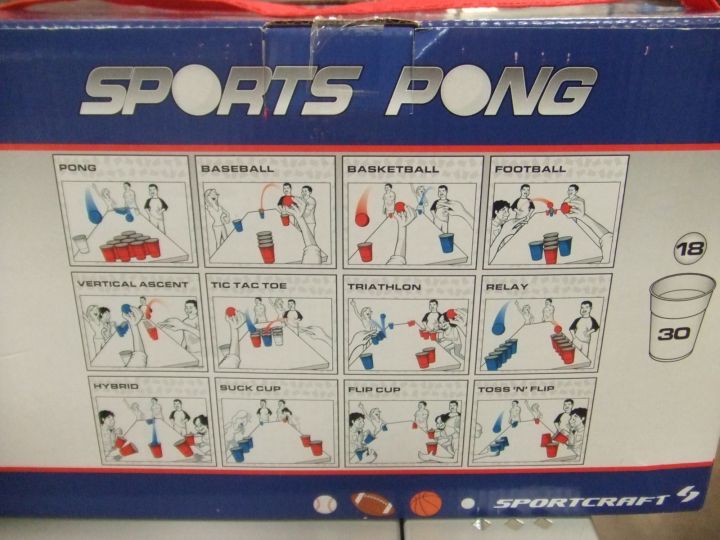 SPORTS PONG
PONG
BASEBALL
BASKETBALL
FOOTBALL
VERTICAL ASCENT
TIC TAC TOE
TRIATHLON
RELAY
18
30
HYBRID
SUCK CUP
FLIP CUP
TOSS 'N' FLIP
SPORTCRAFT